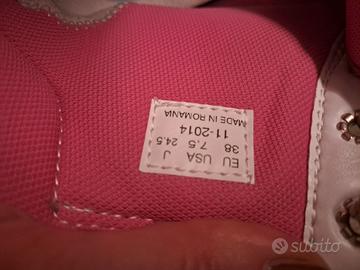 EU USA J
38 7.5 24.5
11-2014
MADE IN ROMANIA
subito